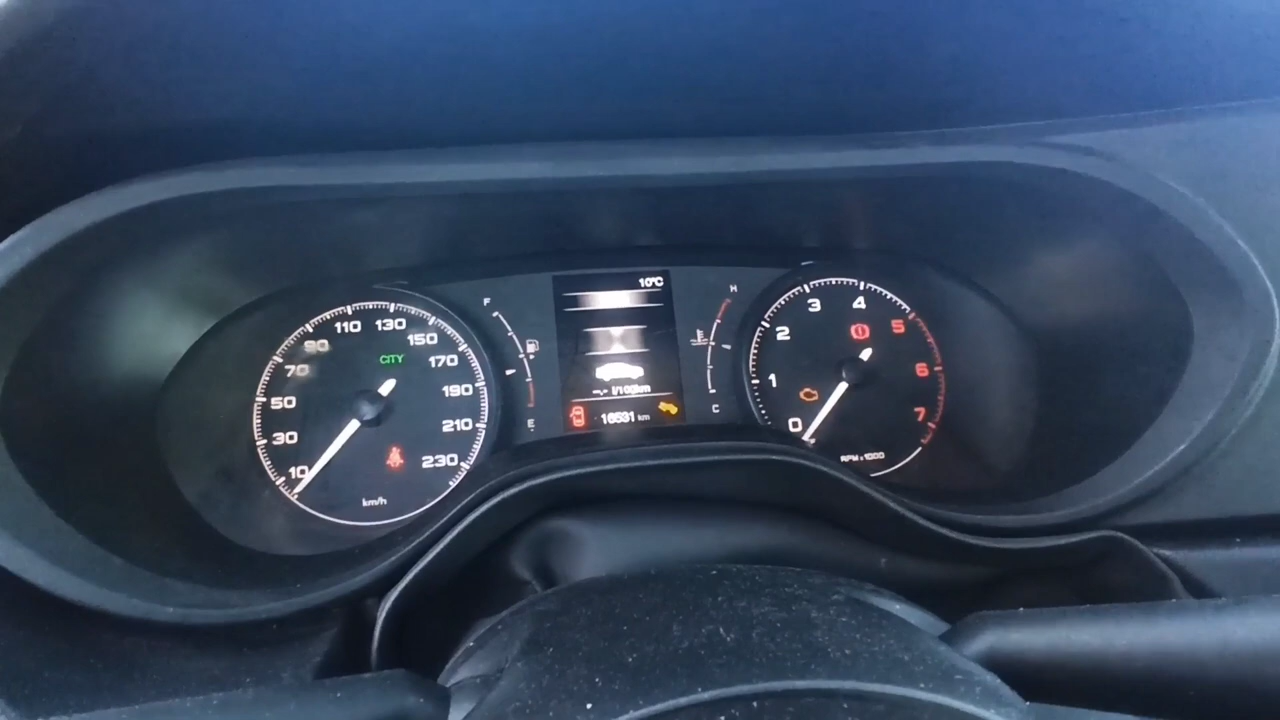 10 30 50 70 90 110 130 150 170 190 210 230
CITY
km/h
F
E
10°C
--,- l/100km
16531 km
H
C
0 1 2 3 4 5 6 7
RPM x 1000